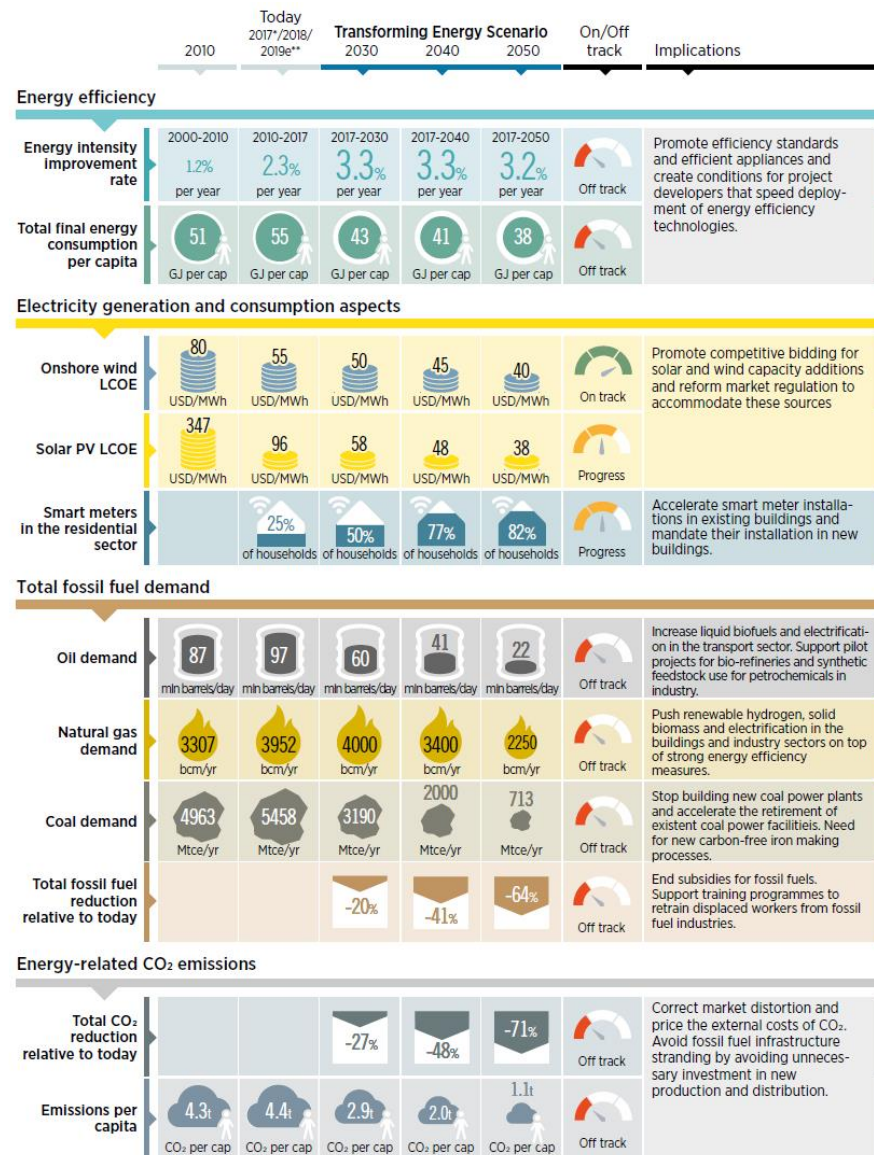 2010
Today
2017*/2018/
2019e**
Transforming Energy Scenario
2030 2040 2050
On/Off
track
Implications
Energy efficiency
Energy intensity
improvement
rate
2000-2010 2010-2017 2017-2030 2017-2040 2017-2050
1.2% 2.3% 3.3% 3.3% 3.2%
per year per year per year per year per year
Off track
Promote efficiency standards
and efficient appliances and
create conditions for project
developers that speed deploy-
ment of energy efficiency
technologies.
Total final energy
consumption
per capita
51 55 43 41 38
GJ per cap GJ per cap GJ per cap GJ per cap GJ per cap
Off track
Electricity generation and consumption aspects
Onshore wind
LCOE
80 55 50 45 40
USD/MWh USD/MWh USD/MWh USD/MWh USD/MWh
On track
Promote competitive bidding for
solar and wind capacity additions
and reform market regulation to
accommodate these sources
Solar PV LCOE
347 96 58 48 38
USD/MWh USD/MWh USD/MWh USD/MWh USD/MWh
Progress
Smart meters
in the residential
sector
25% 50% 77% 82%
of households of households of households of households
Progress
Accelerate smart meter installa-
tions in existing buildings and
mandate their installation in new
buildings.
Total fossil fuel demand
Oil demand
87 97 60 41 22
mln barrels/day mln barrels/day mln barrels/day mln barrels/day mln barrels/day
Off track
Increase liquid biofuels and electrificati-
on in the transport sector. Support pilot
projects for bio-refineries and synthetic
feedstock use for petrochemicals in
industry.
Natural gas
demand
3307 3952 4000 3400 2250
bcm/yr bcm/yr bcm/yr bcm/yr bcm/yr
Off track
Push renewable hydrogen, solid
biomass and electrification in the
buildings and industry sectors on top
of strong energy efficiency
measures.
Coal demand
4963 5458 3190 2000 713
Mtce/yr Mtce/yr Mtce/yr Mtce/yr Mtce/yr
Off track
Stop building new coal power plants
and accelerate the retirement of
existent coal power facilitieis. Need
for new carbon-free iron making
processes.
Total fossil fuel
reduction
relative to today
-20% -41% -64%
Off track
End subsidies for fossil fuels.
Support training programmes to
retrain displaced workers from fossil
fuel industries.
Energy-related CO₂ emissions
Total CO₂
reduction
relative to today
-27% -48% -71%
Off track
Correct market distortion and
price the external costs of CO₂.
Avoid fossil fuel infrastructure
stranding by avoiding unneces-
sary investment in new
production and distribution.
Emissions per
capita
4.3t 4.4t 2.9t 2.0t 1.1t
CO₂ per cap CO₂ per cap CO₂ per cap CO₂ per cap CO₂ per cap
Off track